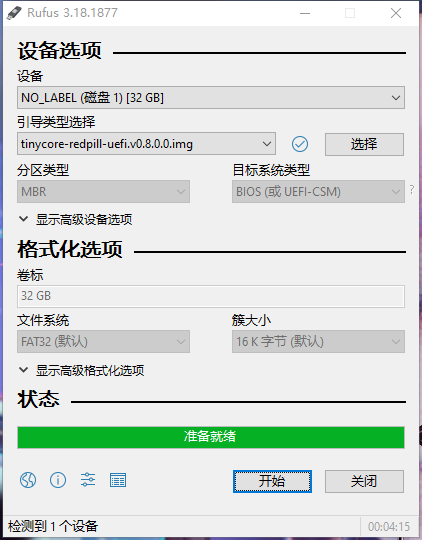 Rufus 3.18.1877
设备选项
设备
NO_LABEL (磁盘 1) [32 GB]
引导类型选择
tinycore-redpill-uefi.v0.8.0.0.img
选择
分区类型
目标系统类型
MBR
BIOS (或 UEFI-CSM)
?
显示高级设备选项
格式化选项
卷标
32 GB
文件系统
簇大小
FAT32 (默认)
16 K 字节 (默认)
显示高级格式化选项
状态
准备就绪
开始
关闭
检测到 1 个设备
00:04:15